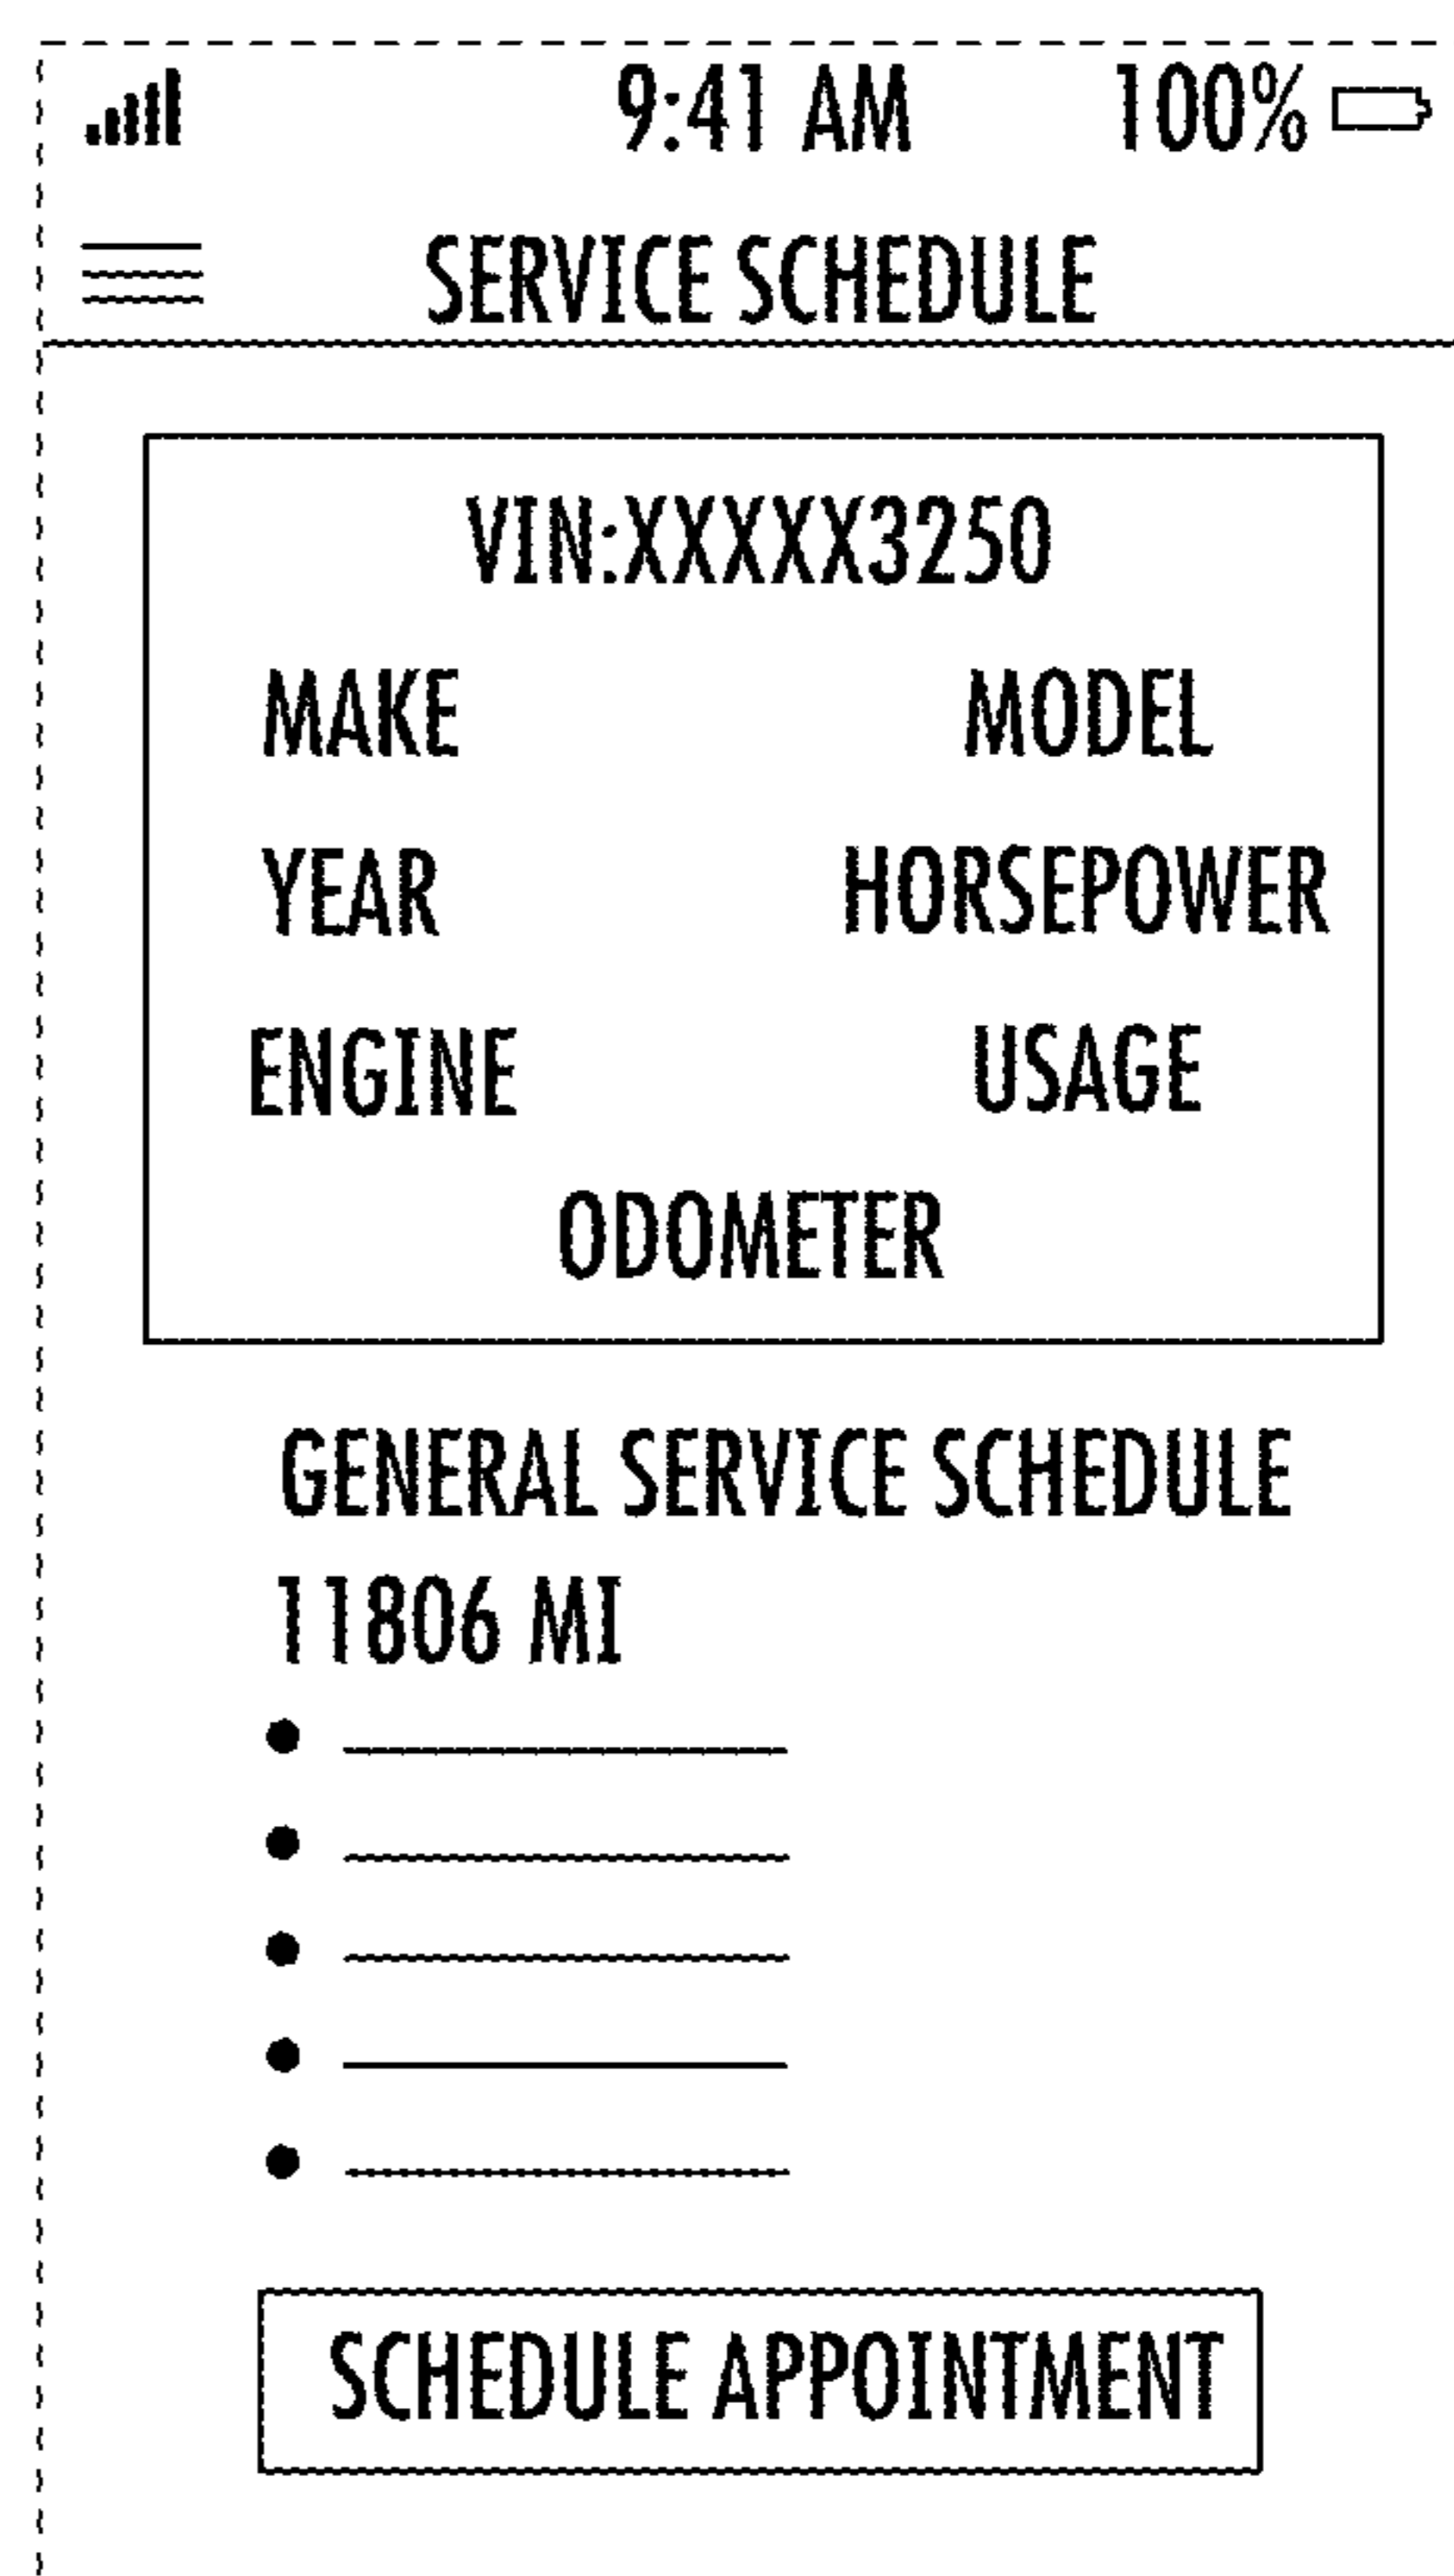 9:41 AM 100%
SERVICE SCHEDULE
VIN:XXXXX3250
MAKE MODEL
YEAR HORSEPOWER
ENGINE USAGE
ODOMETER
GENERAL SERVICE SCHEDULE
11806 MI
SCHEDULE APPOINTMENT